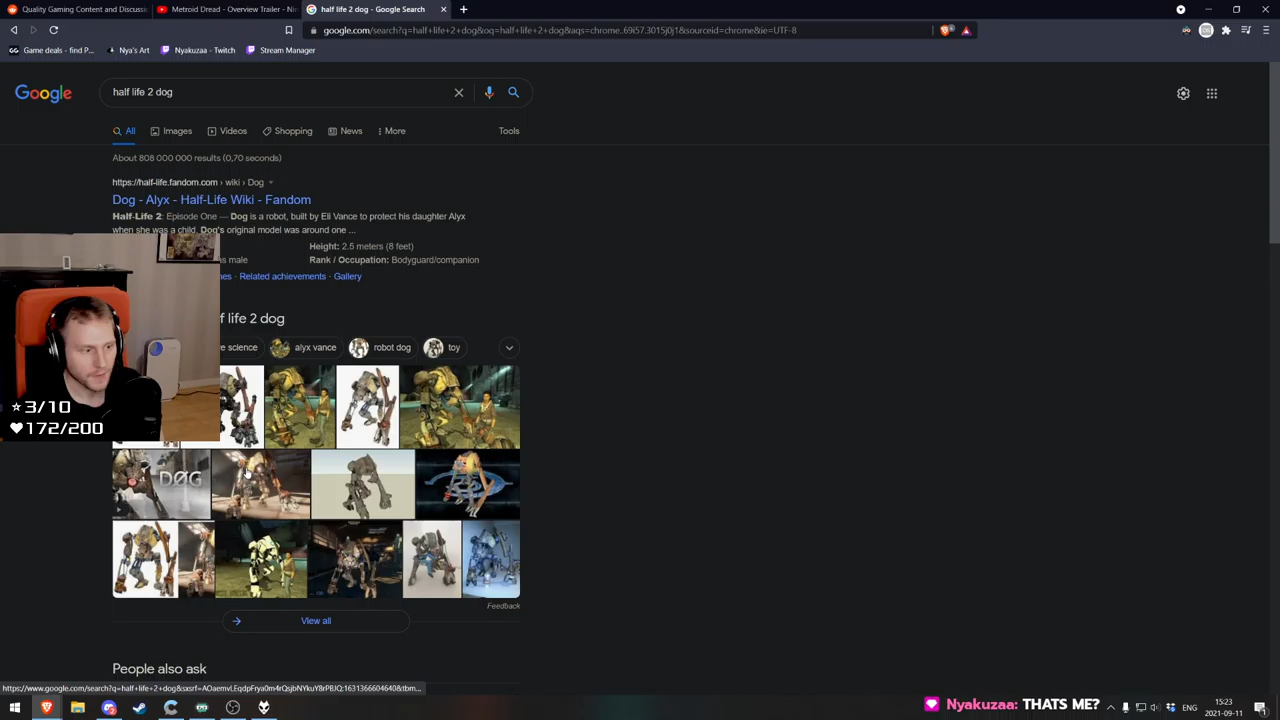 Quality Gaming Content and Discussi
Metroid Dread - Overview Trailer - Nin
half life 2 dog - Google Search
google.com/search?q=half+life+2+dog&oq=half+life+2+dog&aqs=chrome..69i57.3015j0j1&sourceid=chrome&ie=UTF-8
GG Game deals - find P...
Nya's Art
Nyakuzaa - Twitch
Stream Manager
Google
half life 2 dog
All
Images
Videos
Shopping
News
More
Tools
About 808 000 000 results (0,70 seconds)
https://half-life.fandom.com › wiki › Dog
Dog - Alyx - Half-Life Wiki - Fandom
Half-Life 2: Episode One — Dog is a robot, built by Eli Vance to protect his daughter Alyx
when she was a child. Dog's original model was around one ...
Height: 2.5 meters (8 feet)
as male
Rank / Occupation: Bodyguard/companion
nes · Related achievements · Gallery
f life 2 dog
e science
alyx vance
robot dog
toy
3/10
172/200
DØG
Feedback
View all
People also ask
Nyakuzaa: THATS ME?
ENG
15:23
2021-09-11